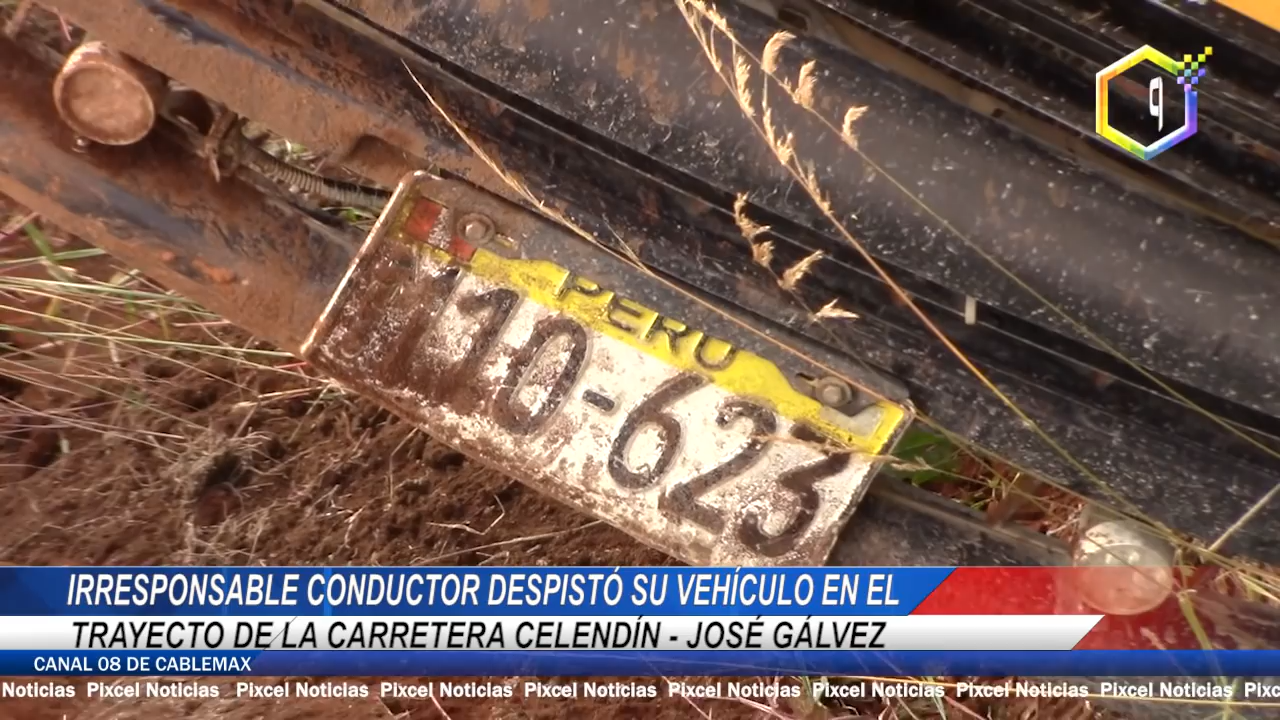 PERU
110-623
IRRESPONSABLE CONDUCTOR DESPISTÓ SU VEHÍCULO EN EL
TRAYECTO DE LA CARRETERA CELENDÍN - JOSÉ GÁLVEZ
CANAL 08 DE CABLEMAX
Noticias Pixcel Noticias Pixcel Noticias Pixcel Noticias Pixcel Noticias Pixcel Noticias Pixcel Noticias Pixcel Noticias Pixcel Noticias Pixc